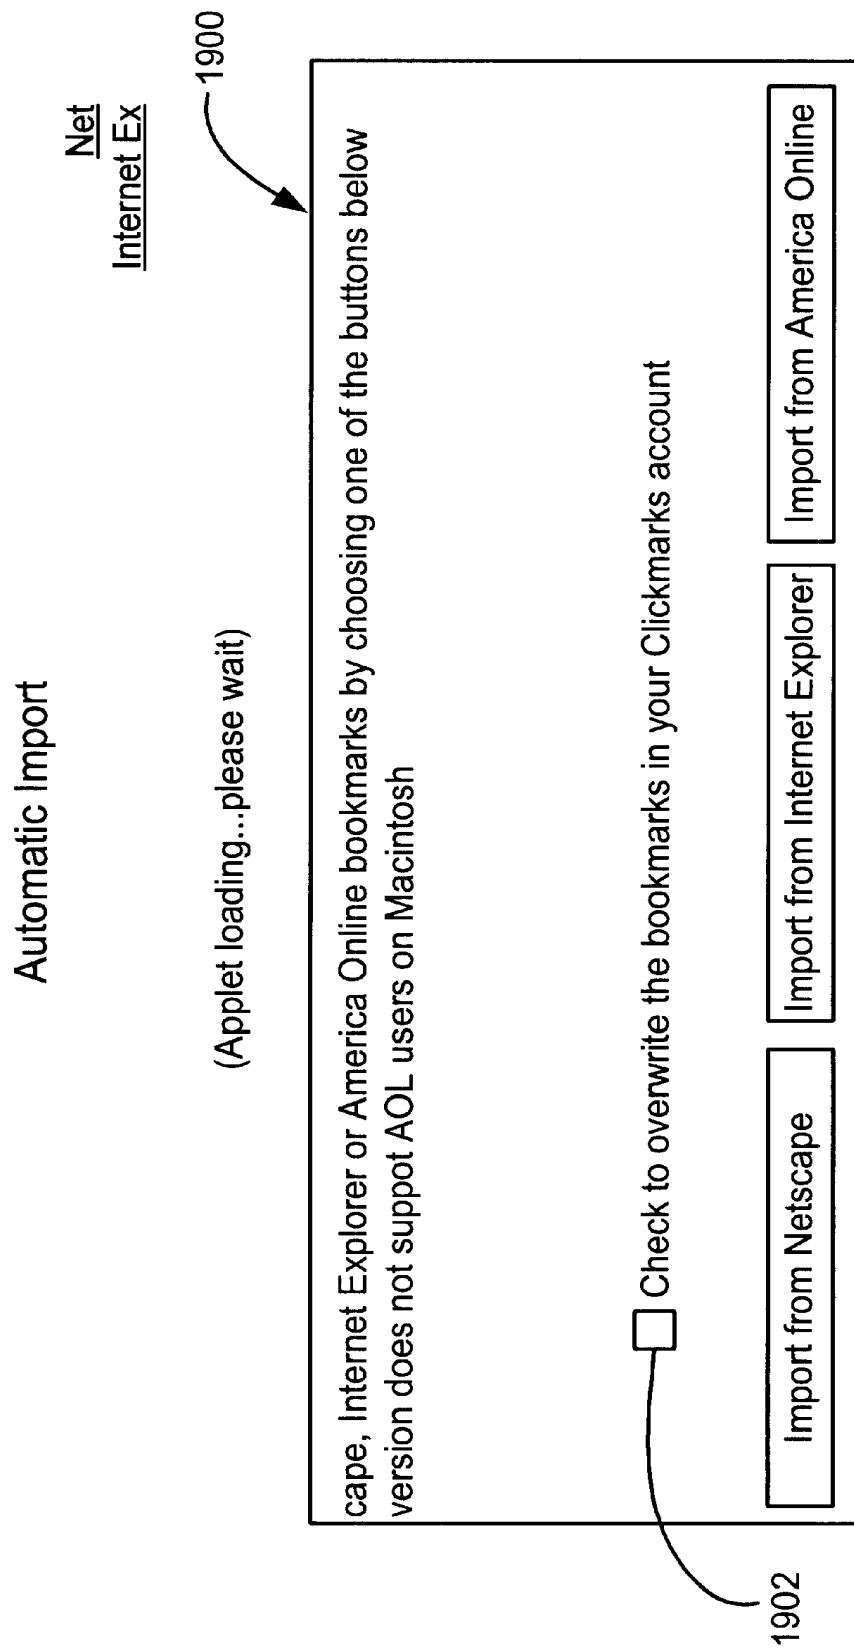 Automatic Import
Net
Internet Ex
(Applet loading...please wait)
1900
cape, Internet Explorer or America Online bookmarks by choosing one of the buttons below
version does not suppot AOL users on Macintosh
1902
Check to overwrite the bookmarks in your Clickmarks account
Import from Netscape
Import from Internet Explorer
Import from America Online